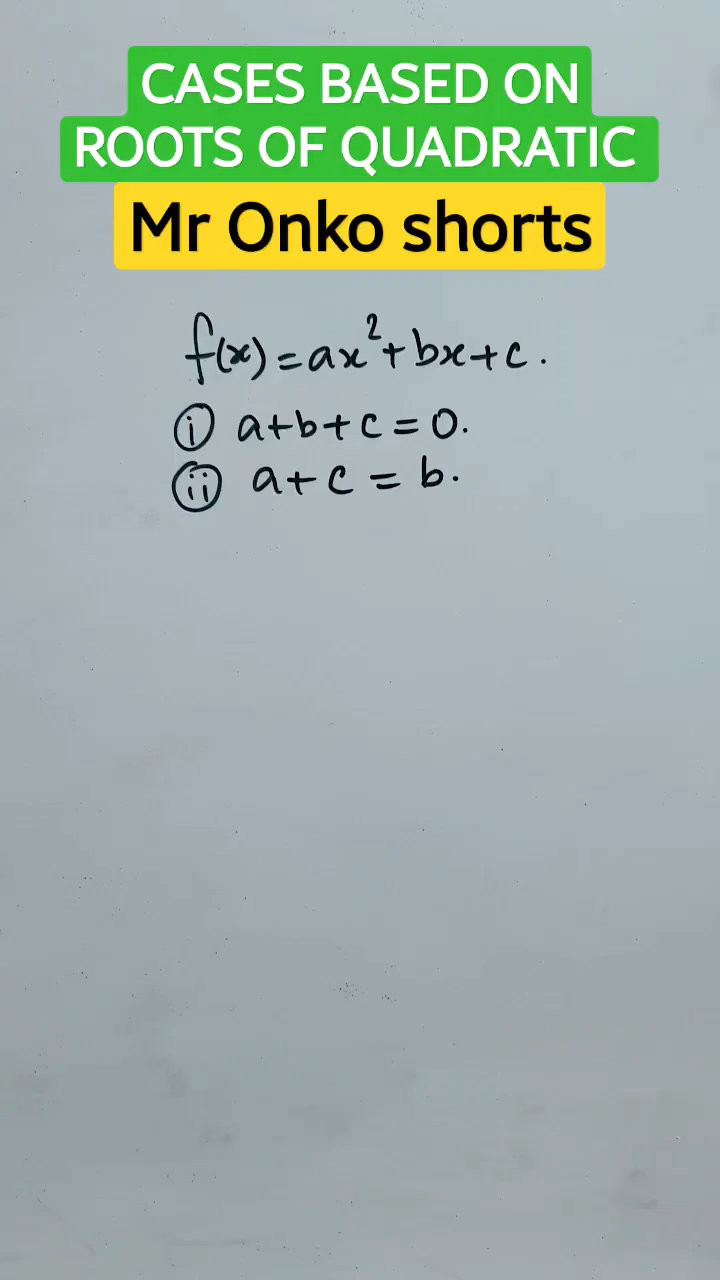 CASES BASED ON
ROOTS OF QUADRATIC
Mr Onko shorts
f(x) = ax² + bx + c.
(i) a + b + c = 0.
(ii) a + c = b.